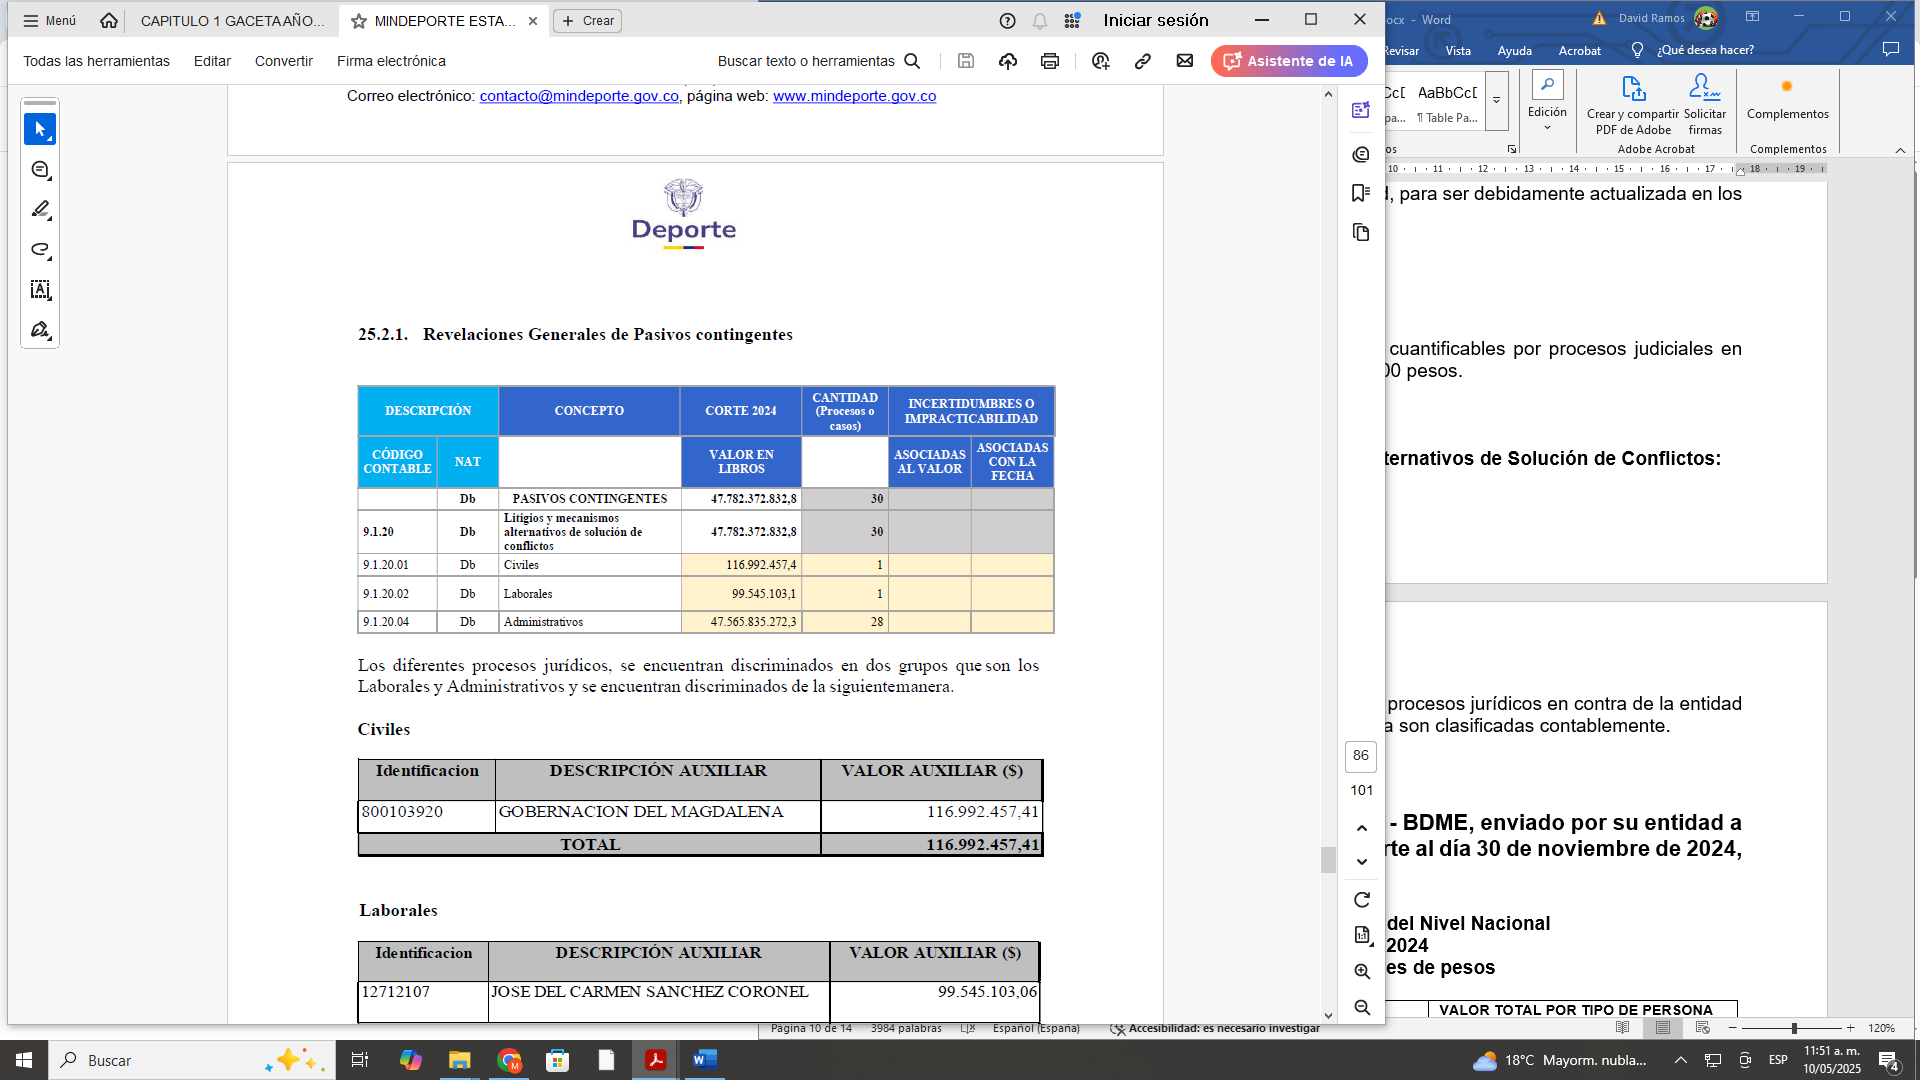 Menú
CAPITULO 1 GACETA AÑO...
MINDEPORTE ESTA...
Crear
Iniciar sesión
Todas las herramientas
Editar
Convertir
Firma electrónica
Buscar texto o herramientas
Asistente de IA
Correo electrónico: contacto@mindeporte.gov.co, página web: www.mindeporte.gov.co
Deporte
25.2.1. Revelaciones Generales de Pasivos contingentes
DESCRIPCIÓN CONCEPTO CORTE 2024 CANTIDAD (Procesos o casos) INCERTIDUMBRES O IMPRACTICABILIDAD
CÓDIGO CONTABLE NAT VALOR EN LIBROS ASOCIADAS AL VALOR ASOCIADAS CON LA FECHA
Db PASIVOS CONTINGENTES 47.782.372.832,8 30
9.1.20 Db Litigios y mecanismos alternativos de solución de conflictos 47.782.372.832,8 30
9.1.20.01 Db Civiles 116.992.457,4 1
9.1.20.02 Db Laborales 99.545.103,1 1
9.1.20.04 Db Administrativos 47.565.835.272,3 28
Los diferentes procesos jurídicos, se encuentran discriminados en dos grupos que son los
Laborales y Administrativos y se encuentran discriminados de la siguientemanera.
Civiles
Identificacion DESCRIPCIÓN AUXILIAR VALOR AUXILIAR ($)
800103920 GOBERNACION DEL MAGDALENA 116.992.457,41
TOTAL 116.992.457,41
Laborales
Identificacion DESCRIPCIÓN AUXILIAR VALOR AUXILIAR ($)
12712107 JOSE DEL CARMEN SANCHEZ CORONEL 99.545.103,06
86
101
ocx - Word
David Ramos
Revisar
Vista
Ayuda
Acrobat
¿Qué desea hacer?
AaBbCcI
¶ Table Pa...
Edición
Crear y compartir PDF de Adobe
Solicitar firmas
Complementos
Adobe Acrobat
Complementos
10 11 12 13 14 15 16 17 18 19
d, para ser debidamente actualizada en los
cuantificables por procesos judiciales en
00 pesos.
ternativos de Solución de Conflictos:
procesos jurídicos en contra de la entidad
a son clasificadas contablemente.
- BDME, enviado por su entidad a
rte al día 30 de noviembre de 2024,
del Nivel Nacional
2024
es de pesos
VALOR TOTAL POR TIPO DE PERSONA
Página 10 de 14
3984 palabras
Español (España)
Accesibilidad: es necesario investigar
120%
Buscar
18°C Mayorm. nubla...
ESP
11:51 a. m.
10/05/2025
4